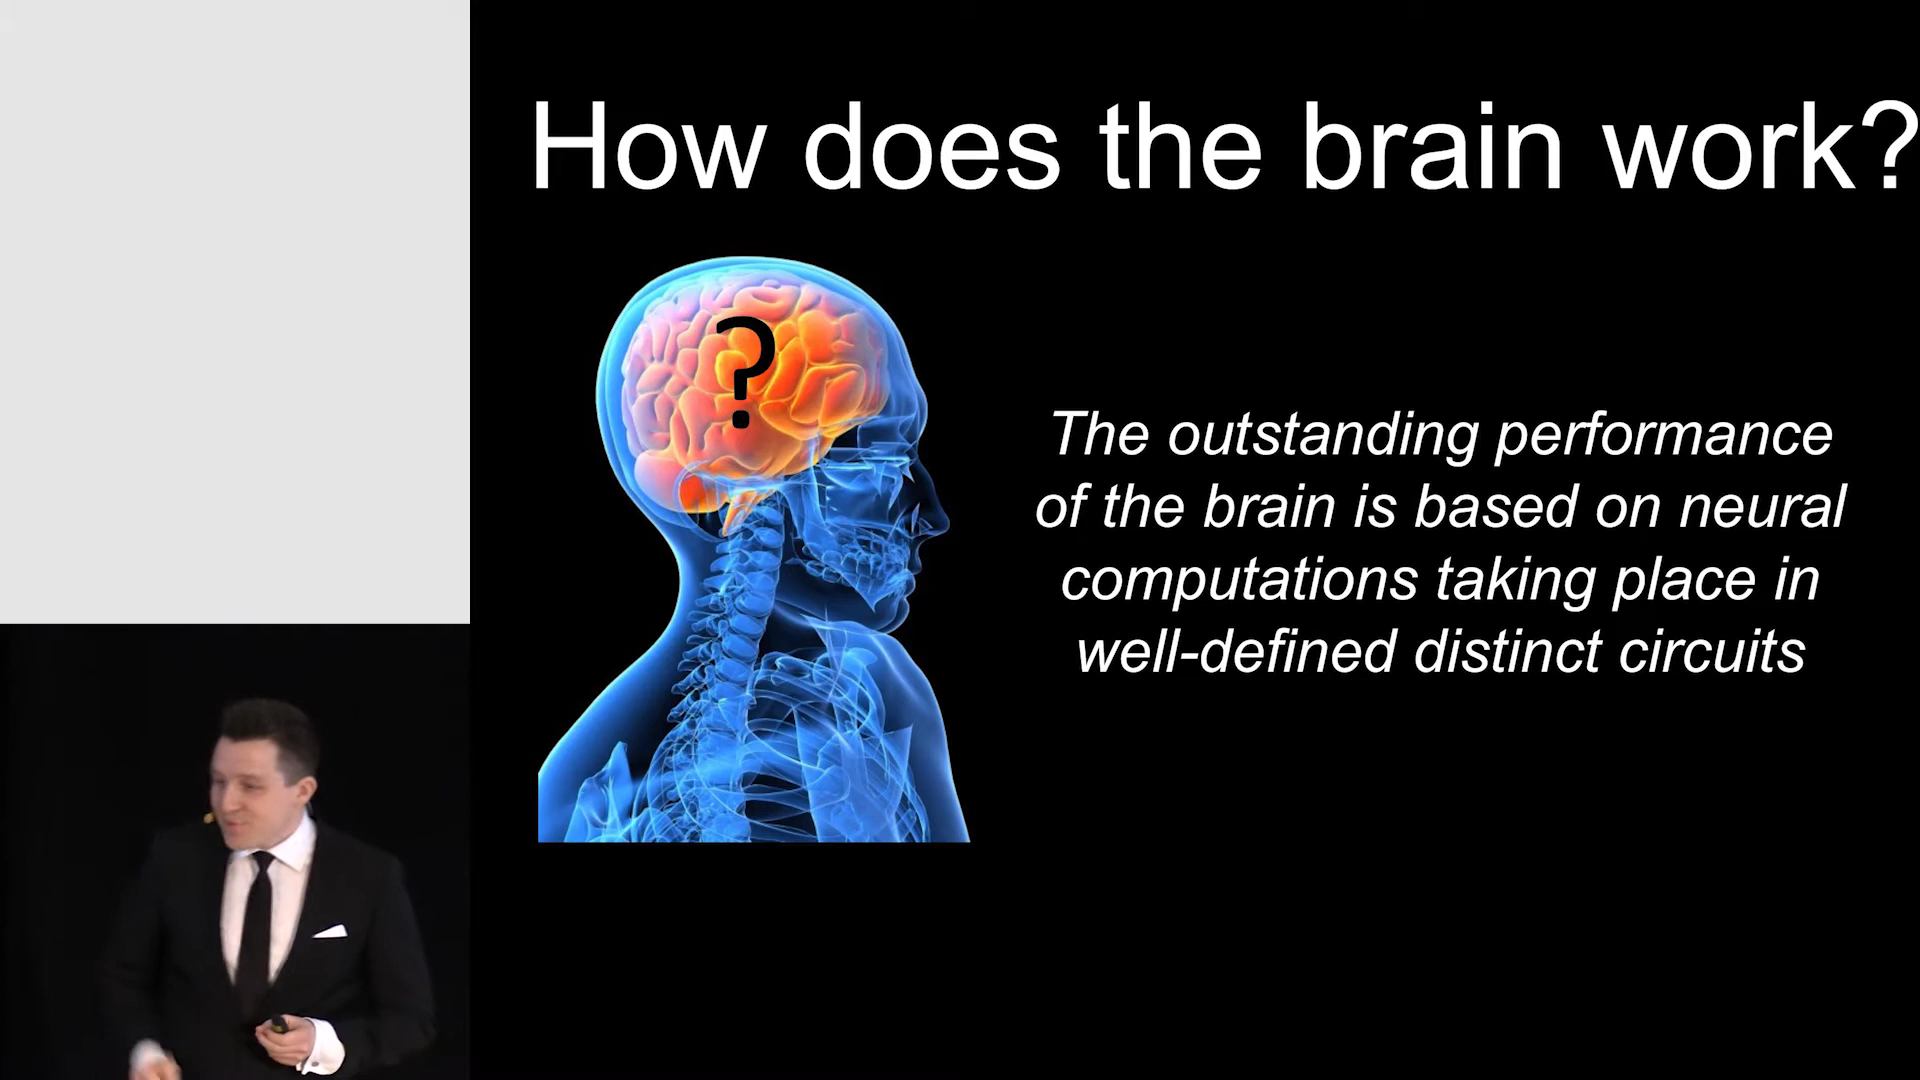 How does the brain work?
?
The outstanding performance
of the brain is based on neural
computations taking place in
well-defined distinct circuits